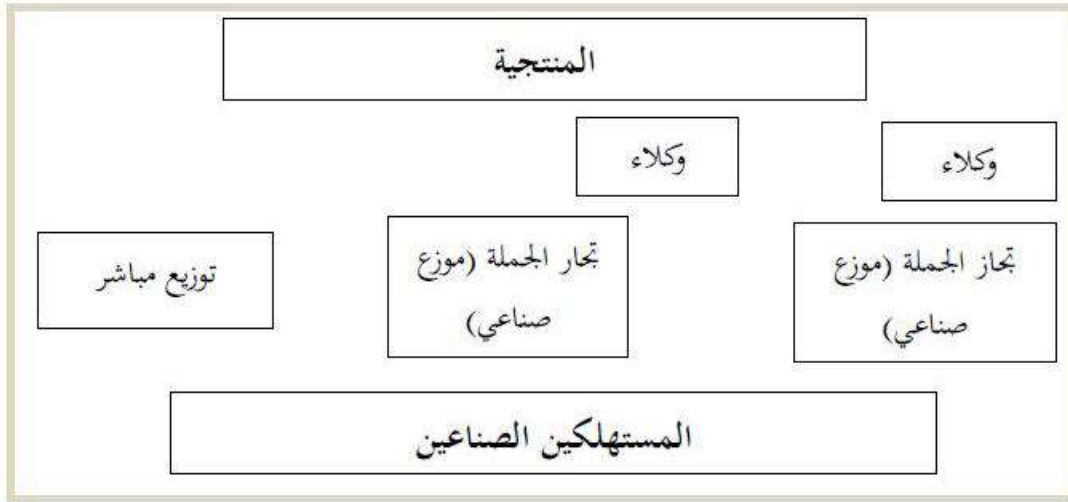 المنتجية
وكلاء
وكلاء
تجاز الجملة (موزع
صناعي)
تجار الجملة (موزع
صناعي)
توزيع مباشر
المستهلكين الصناعين